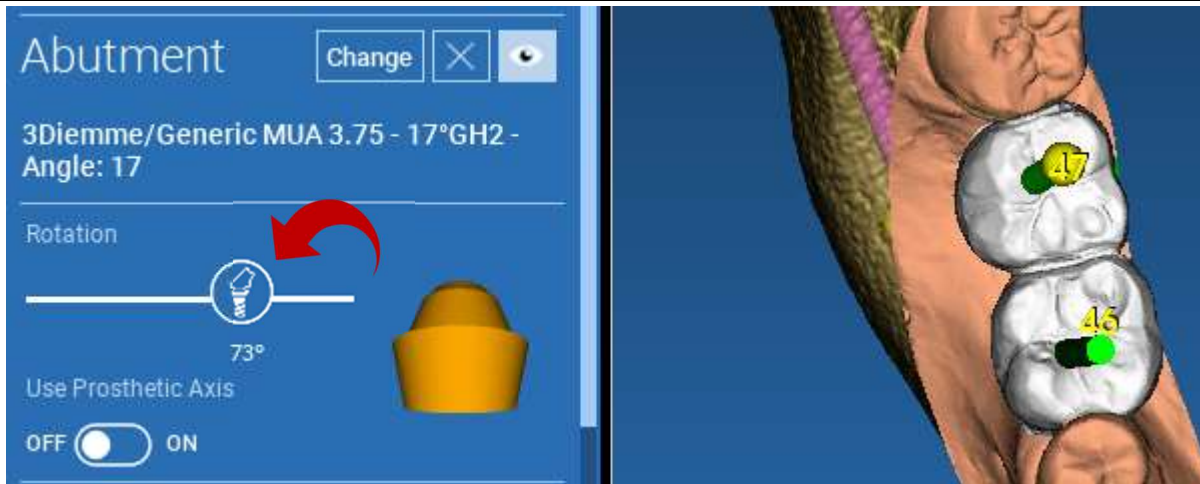 Abutment
Change
3Diemme/Generic MUA 3.75 - 17°GH2 -
Angle: 17
Rotation
73°
Use Prosthetic Axis
OFF ON
47
46